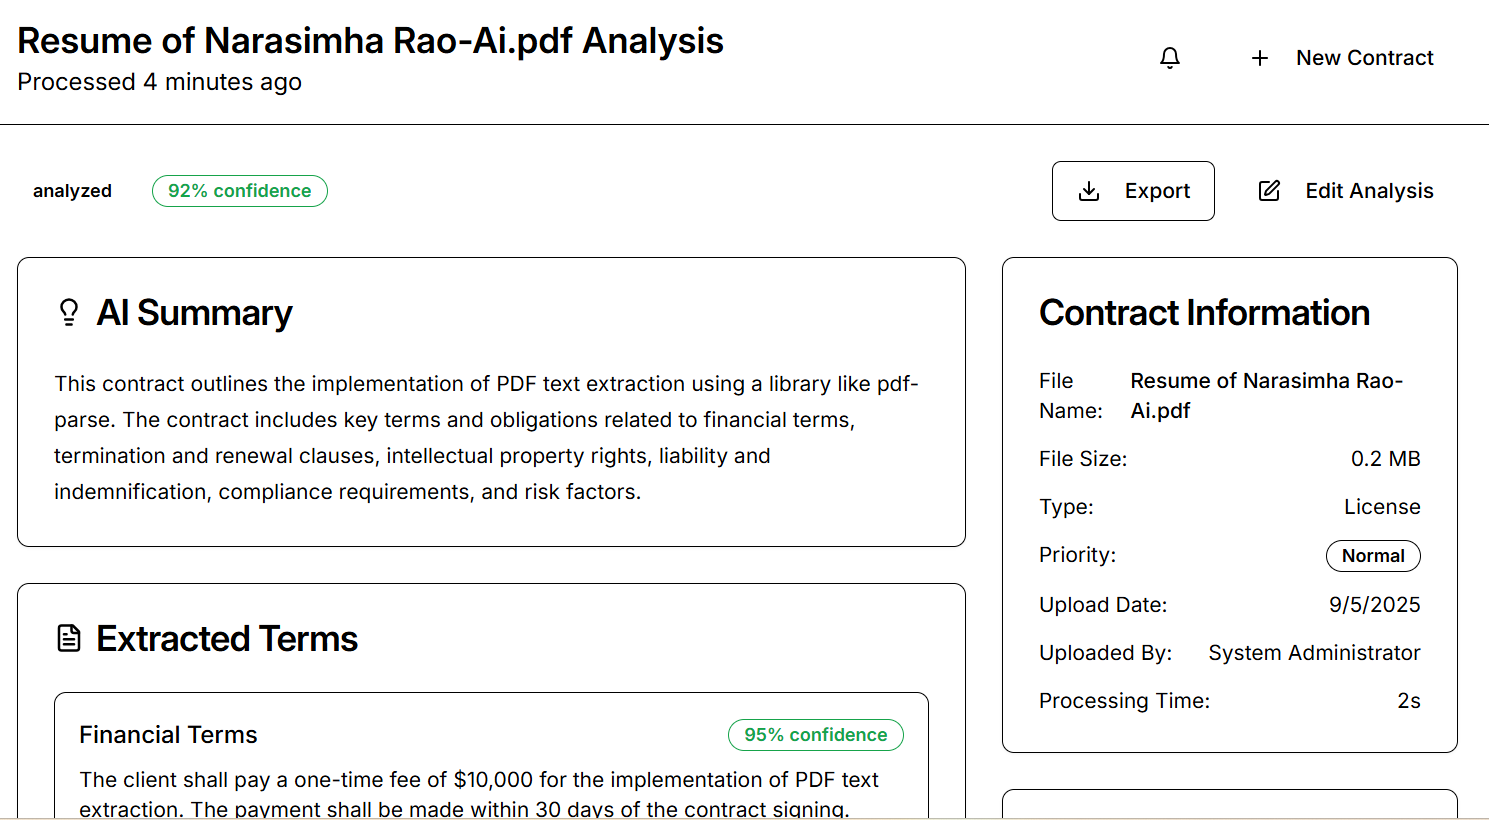 Resume of Narasimha Rao-Ai.pdf Analysis
Processed 4 minutes ago
New Contract
analyzed
92% confidence
Export
Edit Analysis
AI Summary
This contract outlines the implementation of PDF text extraction using a library like pdf-
parse. The contract includes key terms and obligations related to financial terms,
termination and renewal clauses, intellectual property rights, liability and
indemnification, compliance requirements, and risk factors.
Extracted Terms
Financial Terms
95% confidence
The client shall pay a one-time fee of $10,000 for the implementation of PDF text
extraction. The payment shall be made within 30 days of the contract signing.
Contract Information
File Name: Resume of Narasimha Rao-
Ai.pdf
File Size: 0.2 MB
Type: License
Priority: Normal
Upload Date: 9/5/2025
Uploaded By: System Administrator
Processing Time: 2s